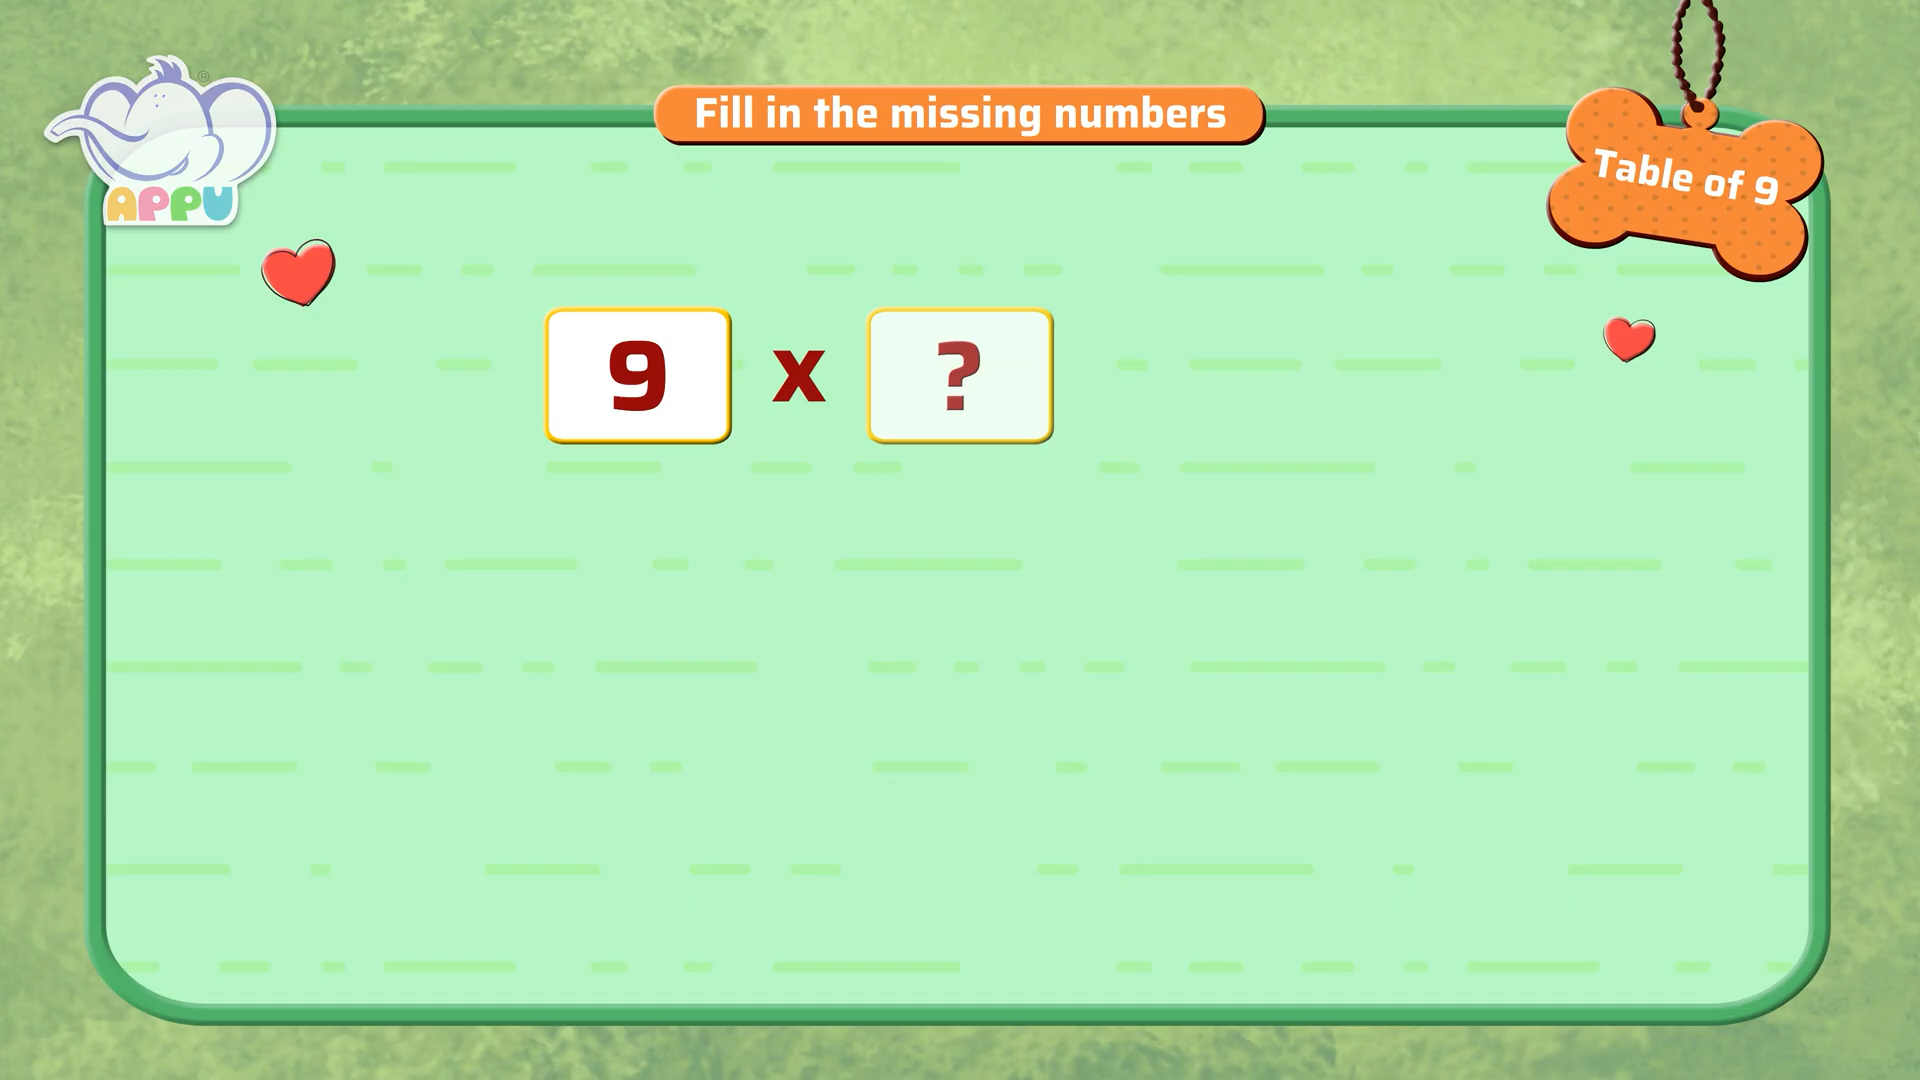 Fill in the missing numbers
®
APPU
Table of 9
9 x ?